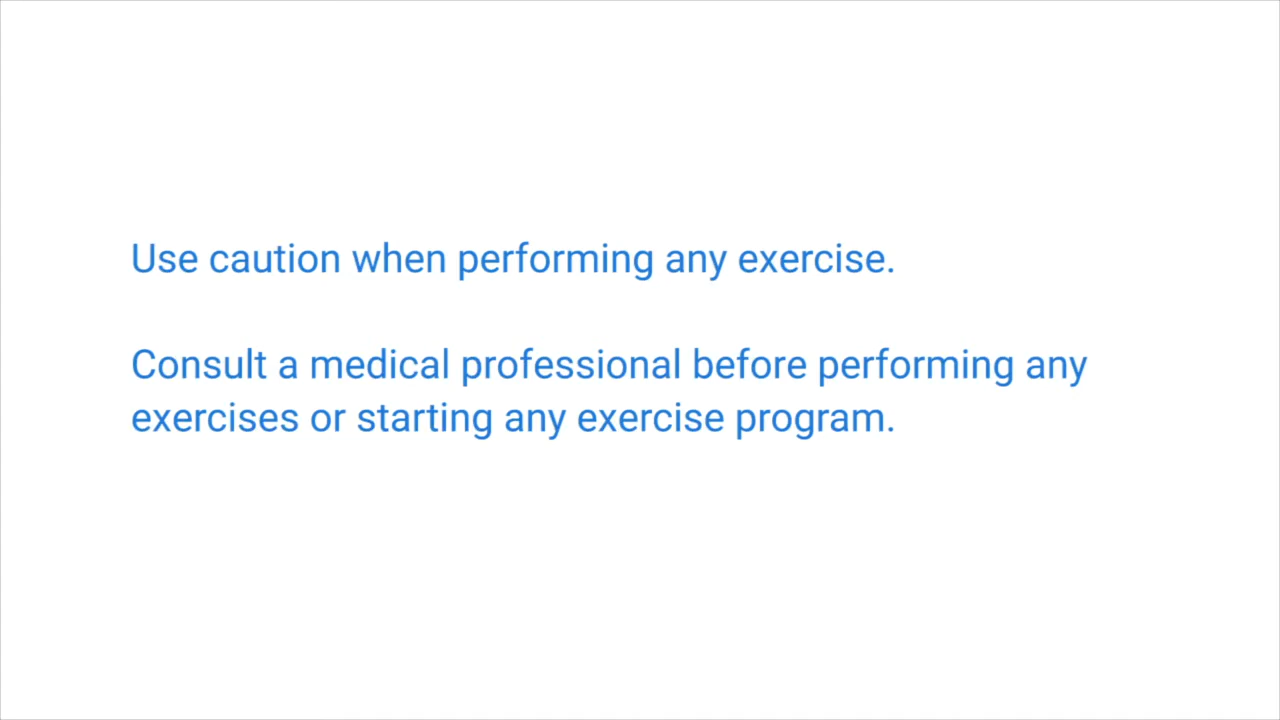 Use caution when performing any exercise.
Consult a medical professional before performing any
exercises or starting any exercise program.